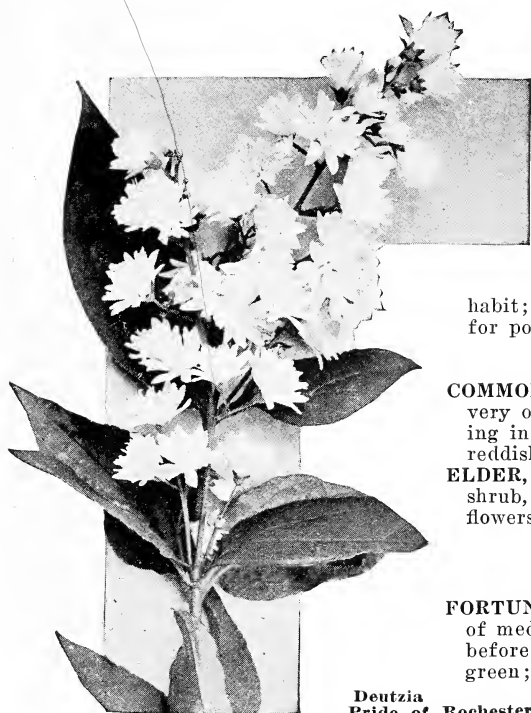 habit;
for po
COMMO
very o
ing in
reddish
ELDER,
shrub,
flowers
FORTUN
of med
before
green;
Deutzia
Pride of Rochester